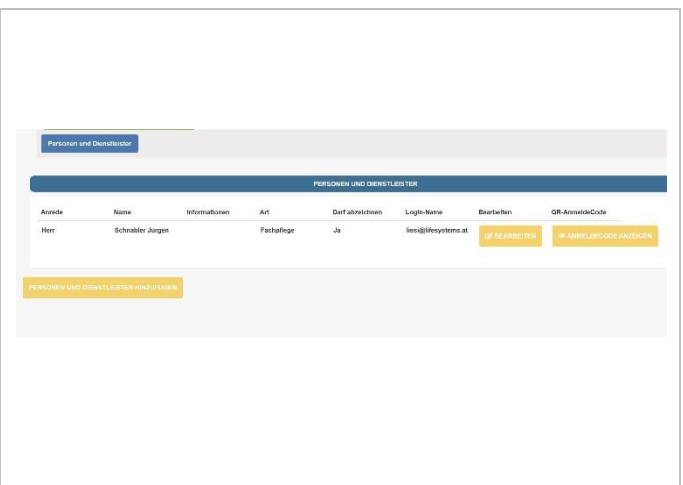 Personen und Dienstleister
PERSONEN UND DIENSTLEISTER
Anrede Name Informationen Art Darf abzeichnen Login-Name Bearbeiten QR-AnmeldeCode
Herr Schnabler Jurgen Fachpflege Ja lissi@lifesystems.at BEARBEITEN ANMELDECODE ANZEIGEN
PERSONEN UND DIENSTLEISTER HINZUFÜGEN